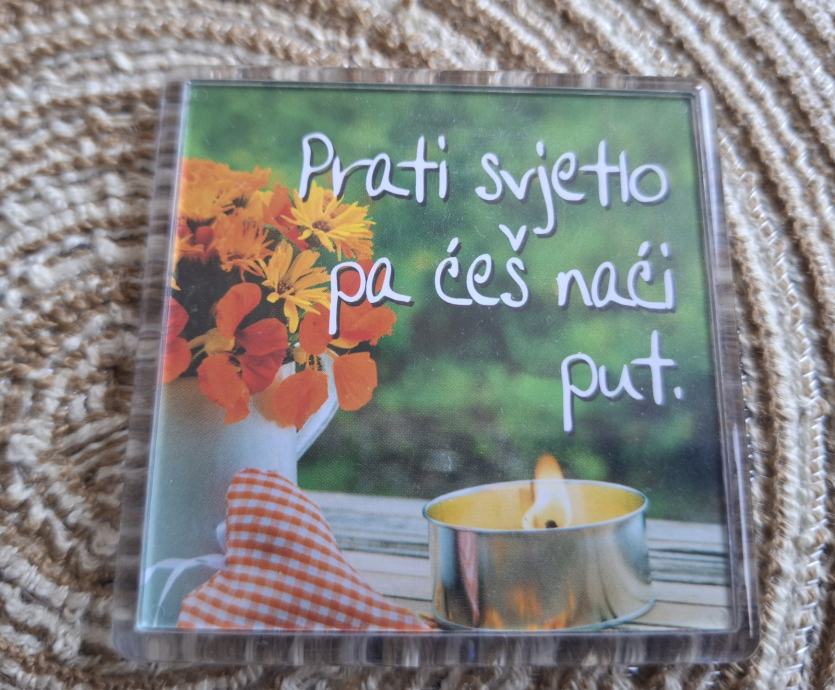 Prati svjetlo
pa ćeš naći
put.